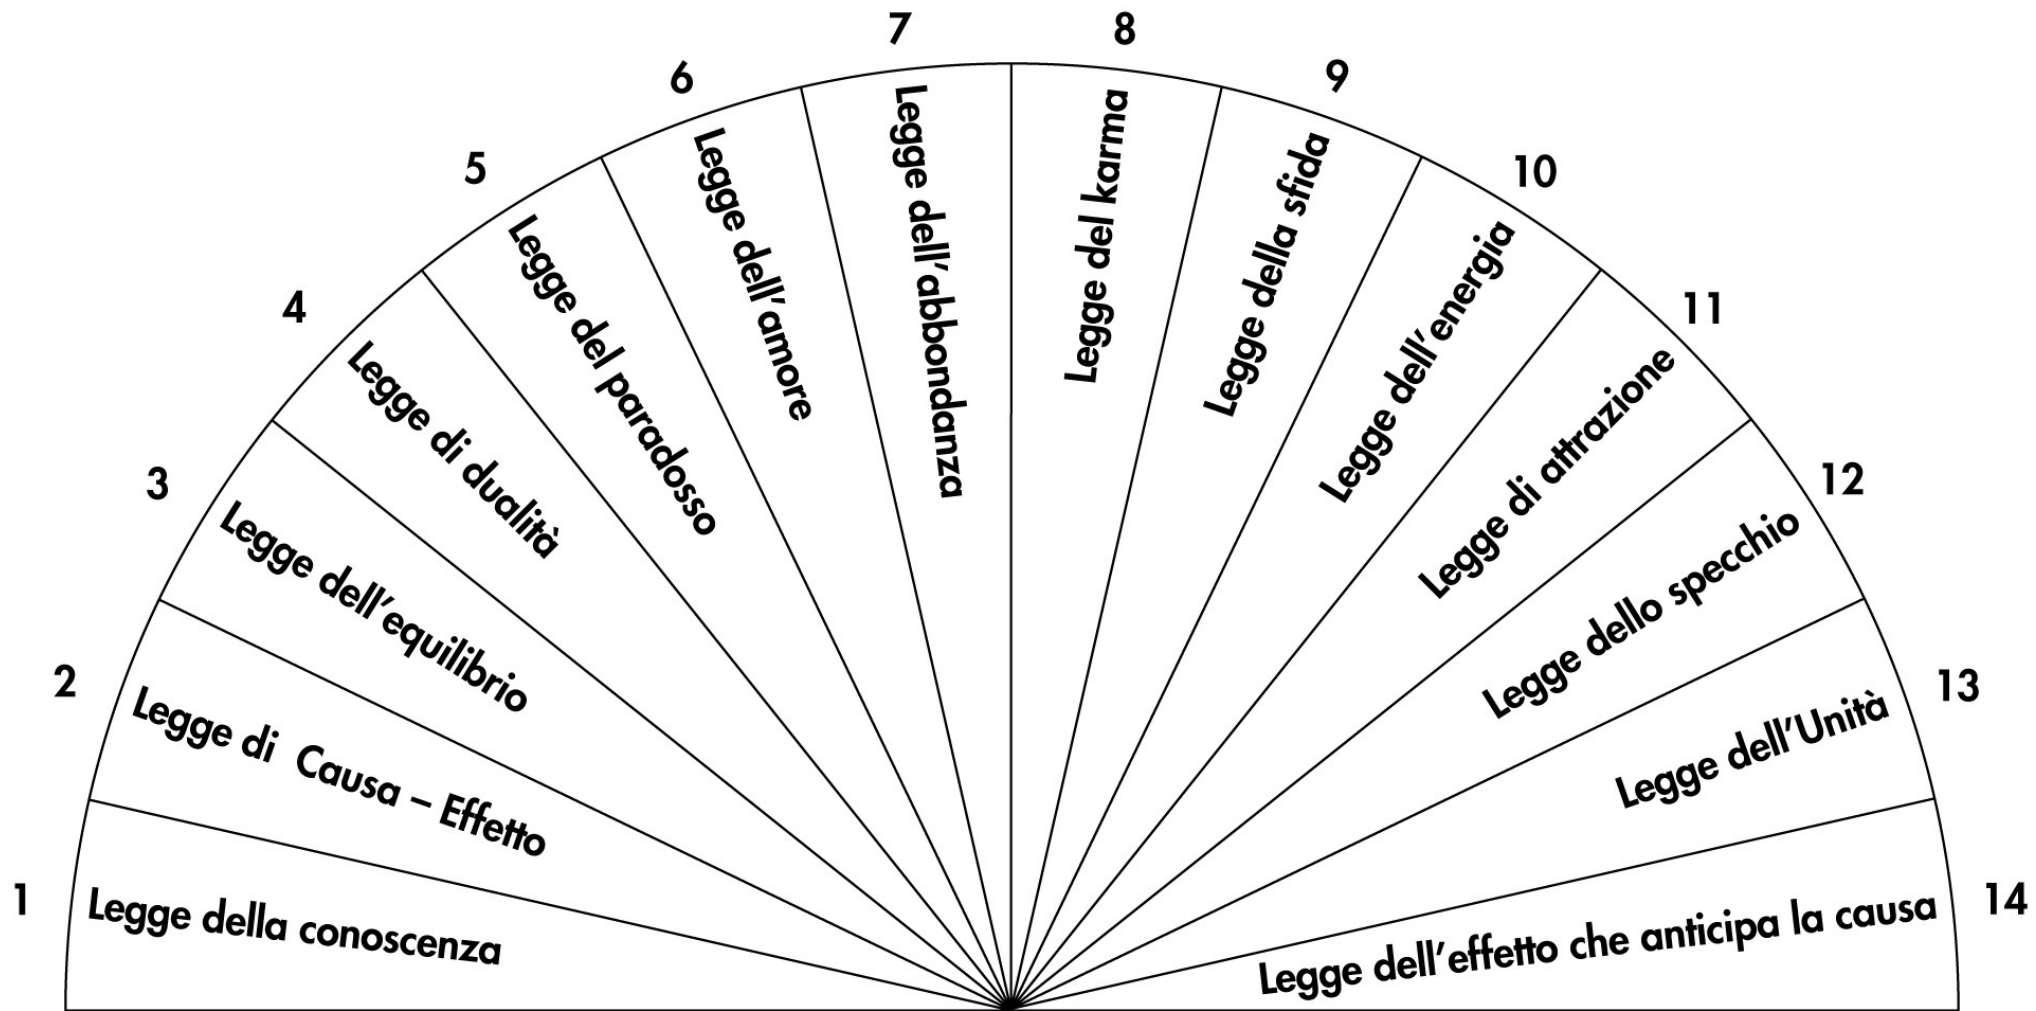 1
Legge della conoscenza
2
Legge di Causa – Effetto
3
Legge dell'equilibrio
4
Legge di dualità
5
Legge del paradosso
6
Legge dell'amore
7
Legge dell'abbondanza
8
Legge del karma
9
Legge della sfida
10
Legge dell'energia
11
Legge di attrazione
12
Legge dello specchio
13
Legge dell'Unità
14
Legge dell'effetto che anticipa la causa